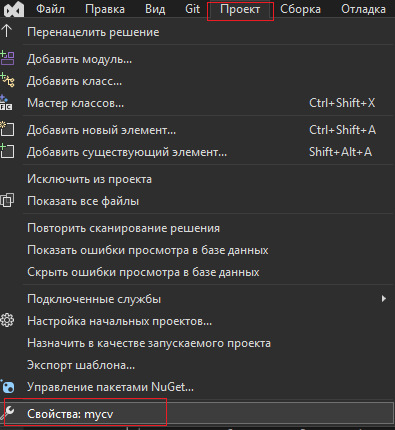 Файл Правка Вид Git Проект Сборка Отладка
Перенацелить решение
Добавить модуль...
Добавить класс...
Мастер классов... Ctrl+Shift+X
Добавить новый элемент... Ctrl+Shift+A
Добавить существующий элемент... Shift+Alt+A
Исключить из проекта
Показать все файлы
Повторить сканирование решения
Показать ошибки просмотра в базе данных
Скрыть ошибки просмотра в базе данных
Подключенные службы
Настройка начальных проектов...
Назначить в качестве запускаемого проекта
Экспорт шаблона...
Управление пакетами NuGet...
Свойства: mycv